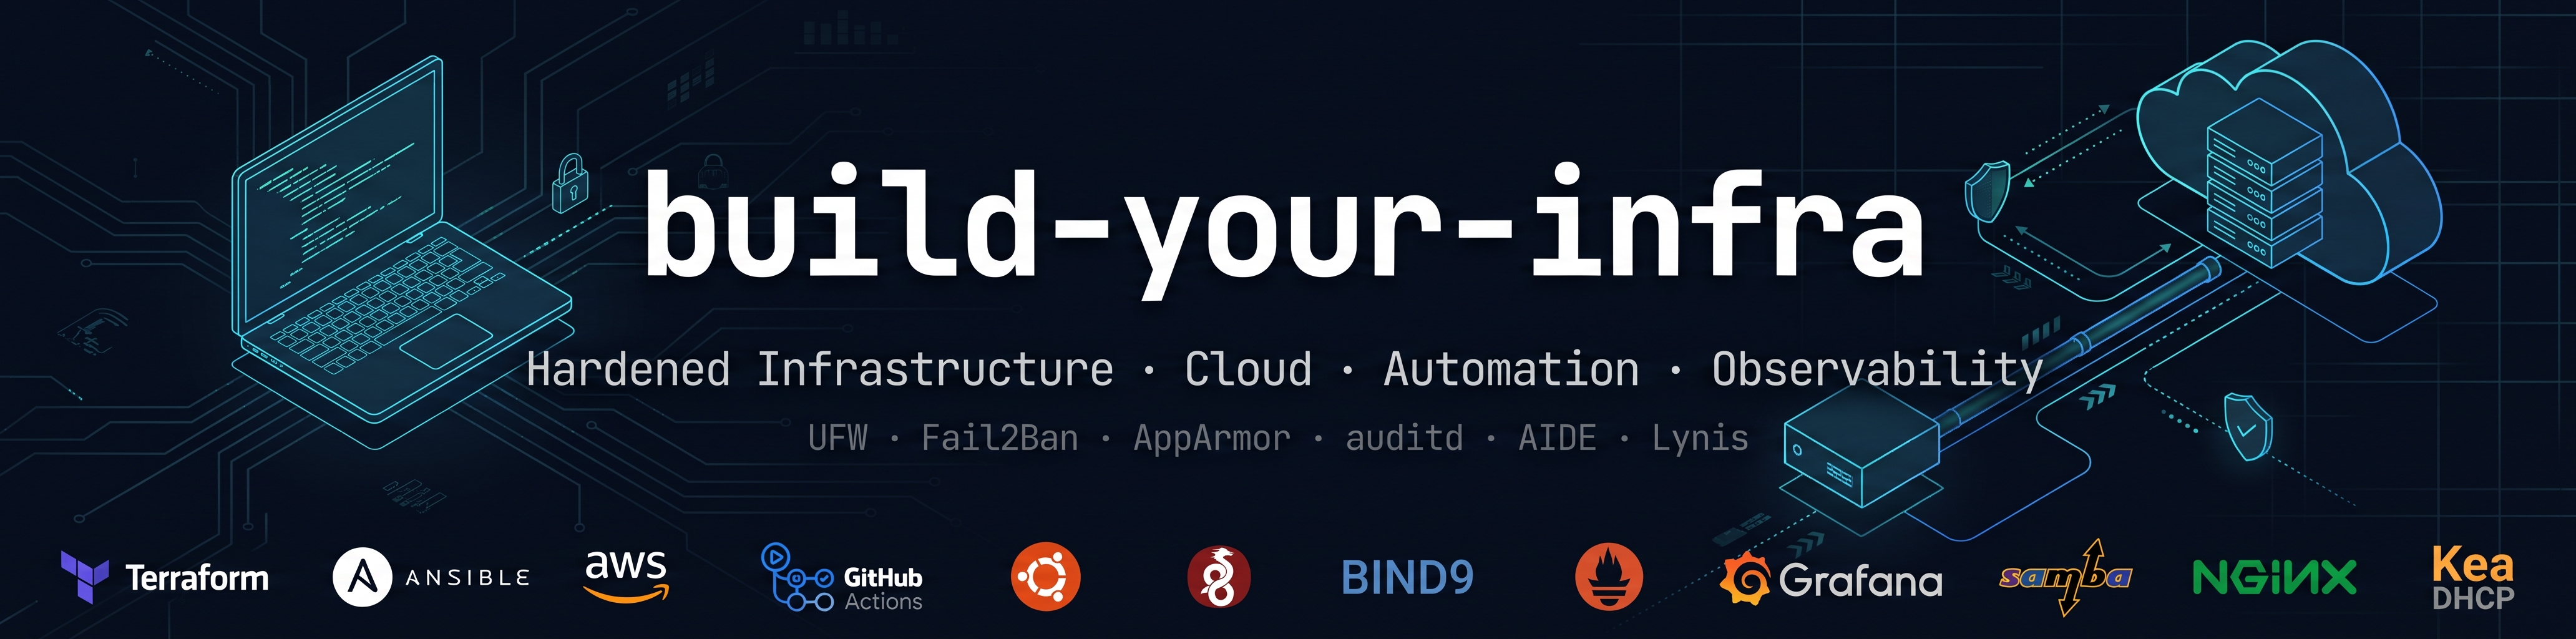 build-your-infra
Hardened Infrastructure · Cloud · Automation · Observability
UFW · Fail2Ban · AppArmor · auditd · AIDE · Lynis
Terraform
ANSIBLE
aws
GitHub
Actions
BIND9
Grafana
samba
NGINX
Kea
DHCP